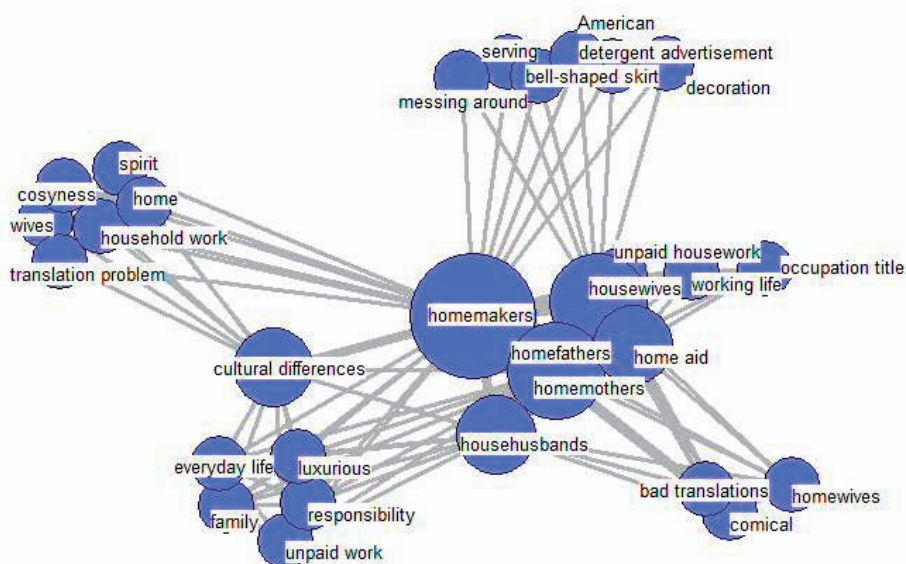 American
serving
detergent advertisement
bell-shaped skirt
decoration
messing around
spirit
cosyness
home
wives
household work
translation problem
unpaid housework
occupation title
housewives
working life
homemakers
homefathers
home aid
cultural differences
homemothers
househusbands
everyday life
luxurious
bad translations
homewives
family
responsibility
comical
unpaid work